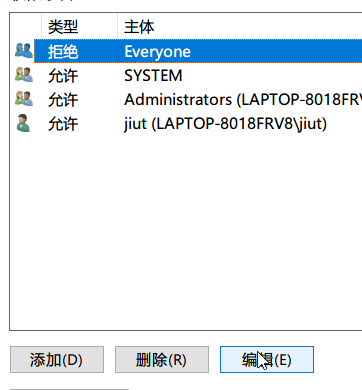 类型 主体
拒绝 Everyone
允许 SYSTEM
允许 Administrators (LAPTOP-8018FRV
允许 jiut (LAPTOP-8018FRV8\jiut)
添加(D) 删除(R) 编辑(E)